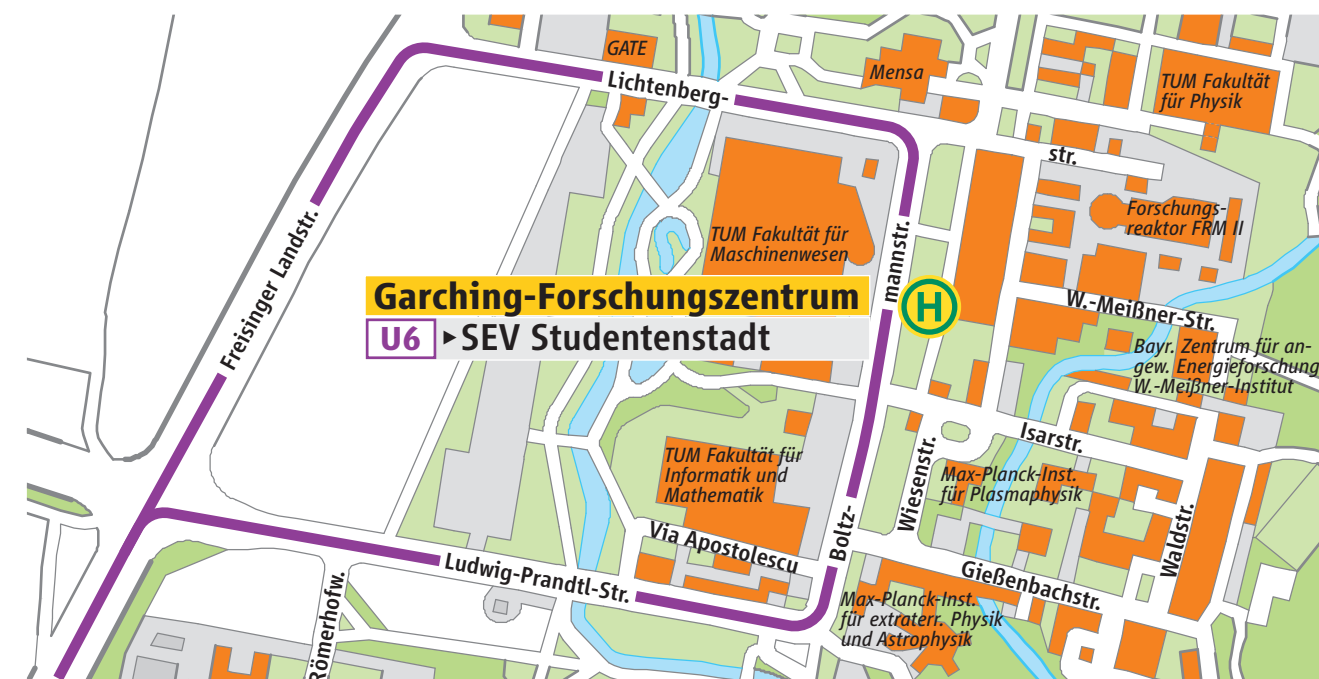 GATE
Mensa
TUM Fakultät
für Physik
Lichtenberg-
str.
Forschungs-
reaktor FRM II
TUM Fakultät für
Maschinenwesen
mannstr.
Freisinger Landstr.
Garching-Forschungszentrum
H
U6 ▸SEV Studentenstadt
W.-Meißner-Str.
Bayr. Zentrum für an-
gew. Energieforschung
W.-Meißner-Institut
Isarstr.
Wiesenstr.
TUM Fakultät für
Informatik und
Mathematik
Max-Planck-Inst.
für Plasmaphysik
Waldstr.
Via Apostolescu
Boltz-
Ludwig-Prandtl-Str.
Gießenbachstr.
Römerhofw.
Max-Planck-Inst.
für extraterr. Physik
und Astrophysik